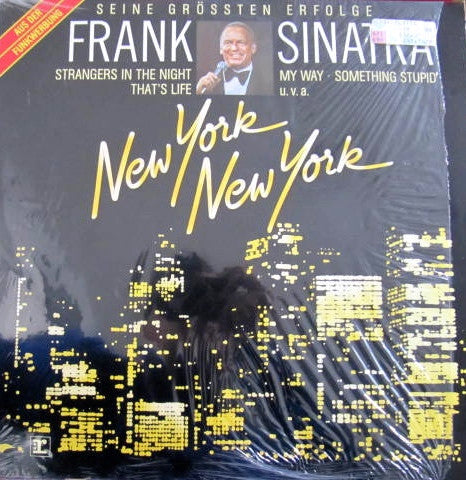 AUS DER
FUNKWERBUNG
SEINE GRÖSSTEN ERFOLGE
FRANK SINATRA
STRANGERS IN THE NIGHT
THAT'S LIFE
MY WAY · SOMETHING STUPID
u.v.a.
New York
New York